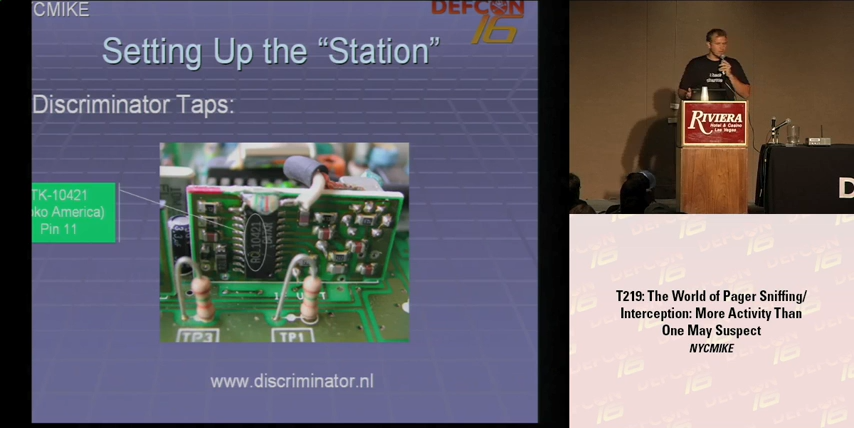 YCMIKE
DEFCON
16
Setting Up the “Station”
Discriminator Taps:
TK-10421
ko America)
Pin 11
TP3
TP1
www.discriminator.nl
RIVIERA
Hotel & Casino
Las Vegas
D
T219: The World of Pager Sniffing/
Interception: More Activity Than
One May Suspect
NYCMIKE